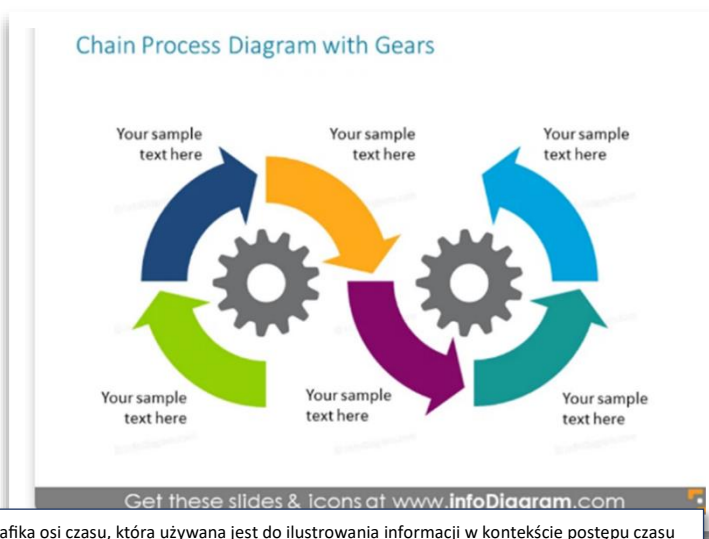 Chain Process Diagram with Gears
Your sample
text here
Your sample
text here
Your sample
text here
Your sample
text here
Your sample
text here
Your sample
text here
Get these slides & icons at www.infoDiagram.com
afika osi czasu, która używana jest do ilustrowania informacji w kontekście postępu czasu